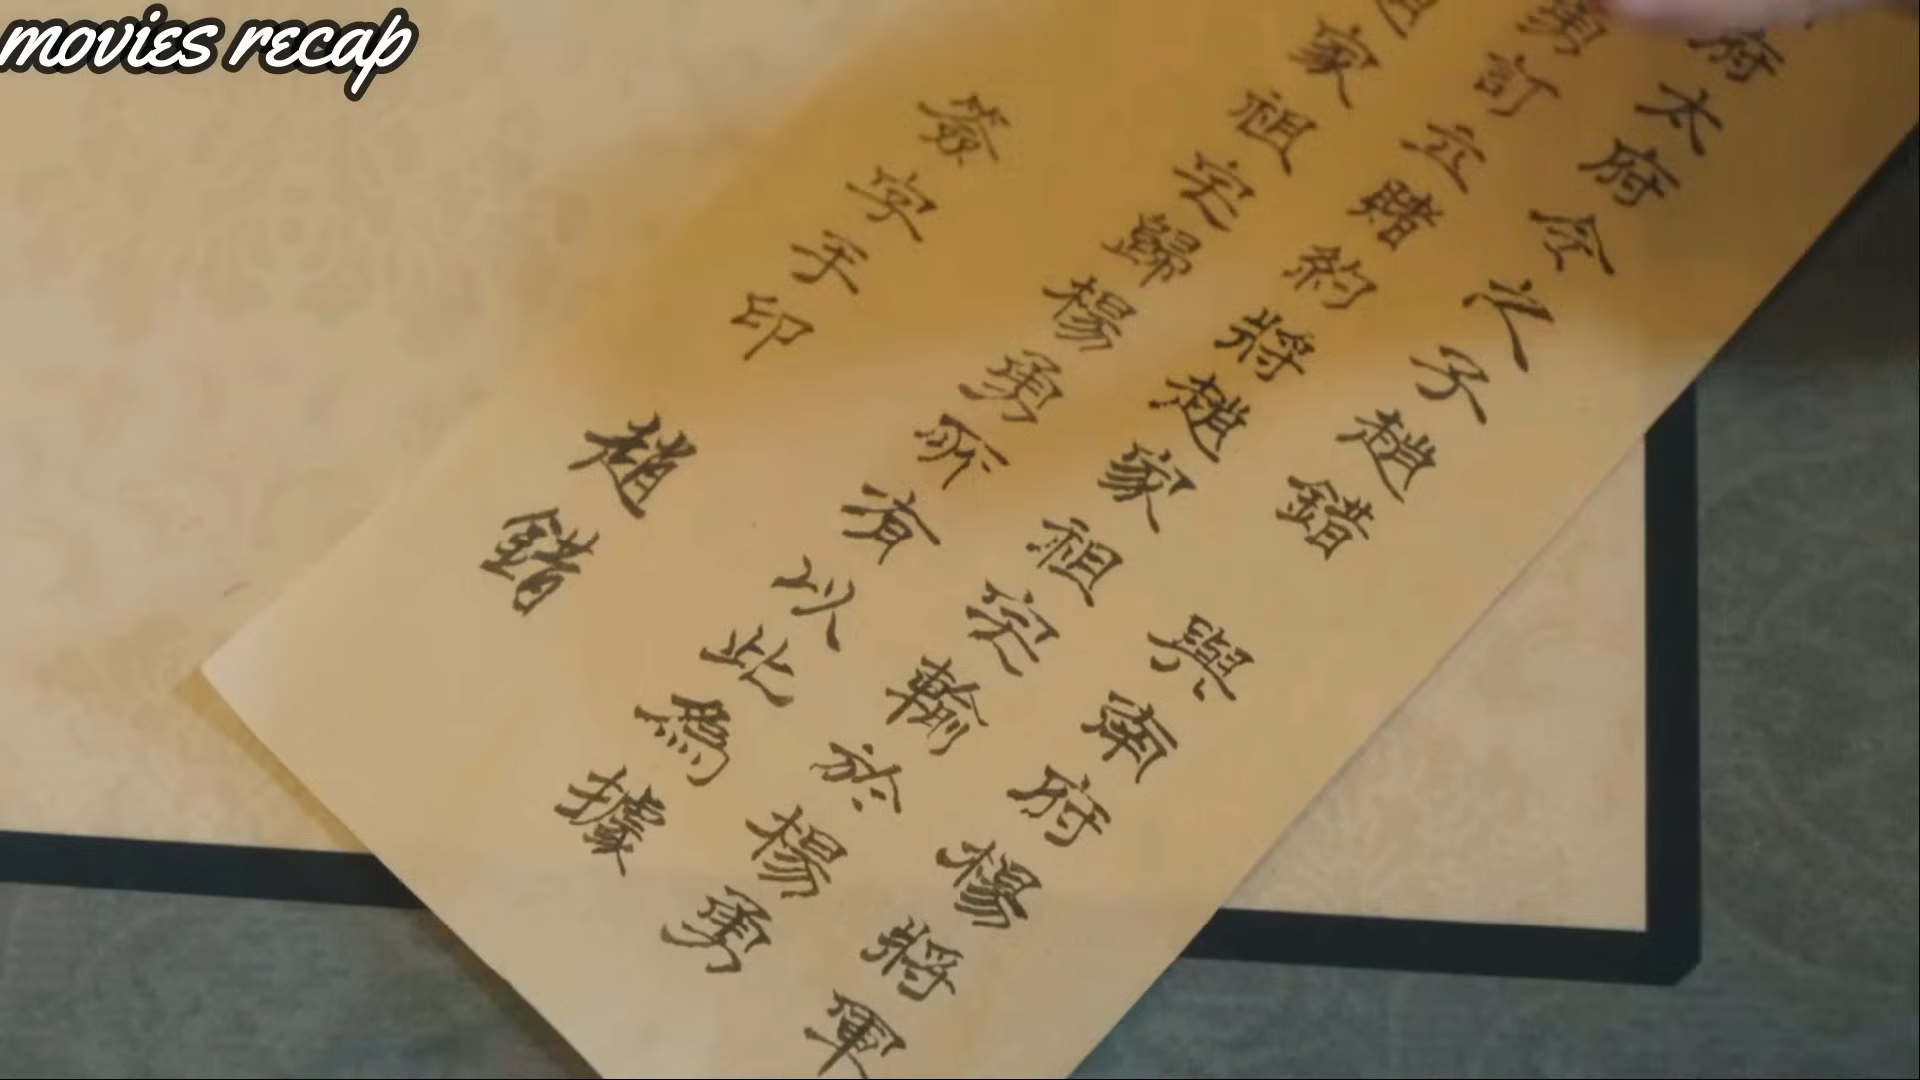 movies recap
府太府令之子趙錯 與南府楊將軍
勇訂立賭約將趙家祖宅輸於楊勇
家祖宅歸楊勇所有以此為據
簽字手印 趙錯